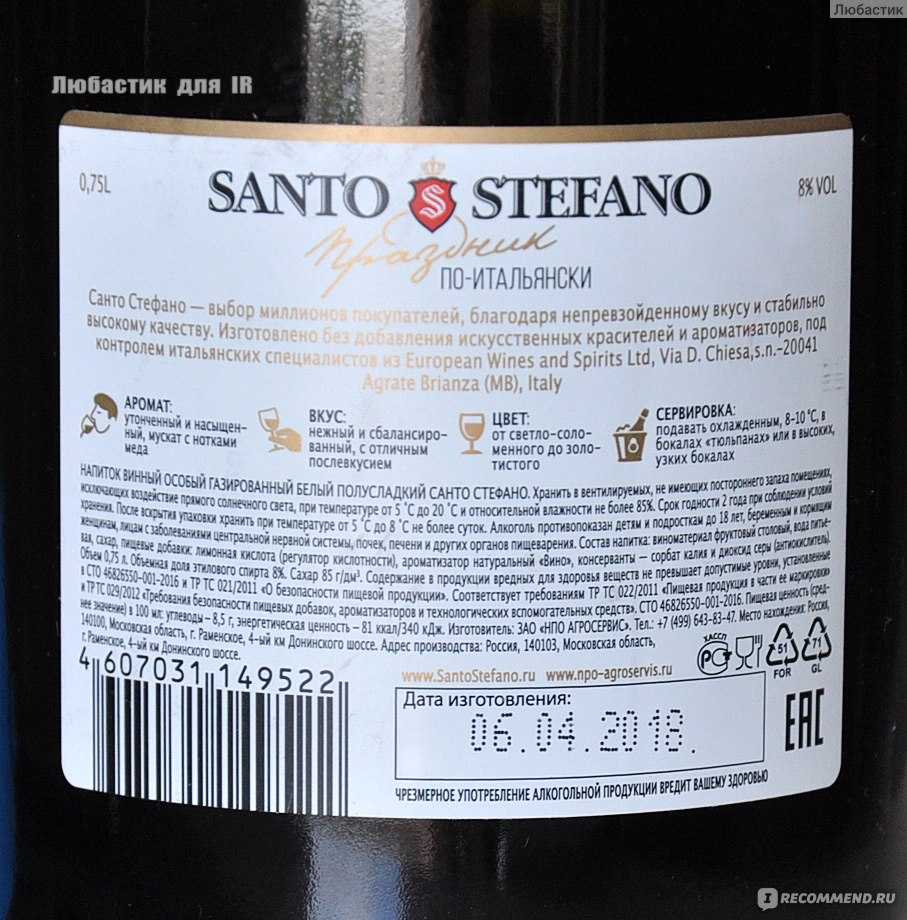 Любастик
Любастик для IR
0,75L
SANTO S STEFANO
8% VOL
Праздник
ПО-ИТАЛЬЯНСКИ
Санто Стефано — выбор миллионов покупателей, благодаря непревзойденному вкусу и стабильно
высокому качеству. Изготовлено без добавления искусственных красителей и ароматизаторов, под
контролем итальянских специалистов из European Wines and Spirits Ltd, Via D. Chiesa,s.n.-20041
Agrate Brianza (MB), Italy
АРОМАТ:
утонченный и насыщен-
ный, мускат с нотками
меда
ВКУС:
нежный и сбалансиро-
ванный, с отличным
послевкусием
ЦВЕТ:
от светло-соло-
менного до золо-
тистого
СЕРВИРОВКА:
подавать охлажденным, 8-10 °С, в
бокалах «тюльпанах» или в высоких,
узких бокалах
НАПИТОК ВИННЫЙ ОСОБЫЙ ГАЗИРОВАННЫЙ БЕЛЫЙ ПОЛУСЛАДКИЙ САНТО СТЕФАНО. Хранить в вентилируемых, не имеющих постороннего запаха помещениях,
исключающих воздействие прямого солнечного света, при температуре от 5 °С до 20 °С и относительной влажности не более 85%. Срок годности 2 года при соблюдении условий
хранения. После вскрытия упаковки хранить при температуре от 5 °С до 8 °С не более суток. Алкоголь противопоказан детям и подросткам до 18 лет, беременным и кормящим
женщинам, лицам с заболеваниями центральной нервной системы, почек, печени и других органов пищеварения. Состав напитка: виноматериал фруктовый столовый, вода питье-
вая, сахар, пищевые добавки: лимонная кислота (регулятор кислотности), ароматизатор натуральный «Вино», консерванты — сорбат калия и диоксид серы (антиокислитель).
Объем 0,75 л. Объемная доля этилового спирта 8%. Сахар 85 г/дм³. Содержание в продукции вредных для здоровья веществ не превышает допустимые уровни, установленные
в СТО 46826550-001-2016 и ТР ТС 021/2011 «О безопасности пищевой продукции». Соответствует требованиям ТР ТС 022/2011 «Пищевая продукция в части ее маркировки»
и ТР ТС 029/2012 «Требования безопасности пищевых добавок, ароматизаторов и технологических вспомогательных средств». СТО 46826550-001-2016. Пищевая ценность (сред-
нее значение) в 100 мл: углеводы – 8,5 г, энергетическая ценность – 81 ккал/340 кДж. Изготовитель: ЗАО «НПО АГРОСЕРВИС». Тел.: +7 (499) 643-83-47. Место нахождения: Россия,
140100, Московская область, г. Раменское, 4-ый км Донинского шоссе. Адрес производства: Россия, 140103, Московская область,
г. Раменское, 4-ый км Донинского шоссе.
4 607031 149522
www.SantoStefano.ru www.npo-agroservis.ru
ХАССП
РСТ
51
FOR
71
GL
Дата изготовления:
06.04.2018.
EAC
ЧРЕЗМЕРНОЕ УПОТРЕБЛЕНИЕ АЛКОГОЛЬНОЙ ПРОДУКЦИИ ВРЕДИТ ВАШЕМУ ЗДОРОВЬЮ
IRECOMMEND.RU